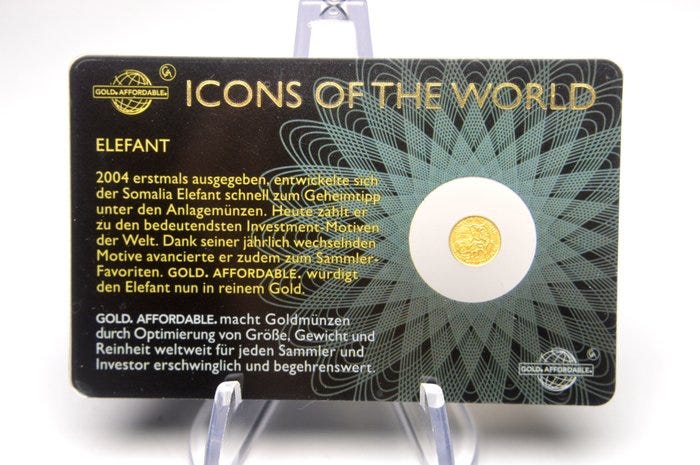 GOLD. AFFORDABLE.
ICONS OF THE WORLD
ELEFANT
2004 erstmals ausgegeben, entwickelte sich
der Somalia Elefant schnell zum Geheimtipp
unter den Anlagemünzen. Heute zählt er
zu den bedeutendsten Investment-Motiven
der Welt. Dank seiner jährlich wechselnden
Motive avancierte er zudem zum Sammler-
Favoriten. GOLD. AFFORDABLE. würdigt
den Elefant nun in reinem Gold.
GOLD. AFFORDABLE. macht Goldmünzen
durch Optimierung von Größe, Gewicht und
Reinheit weltweit für jeden Sammler und
Investor erschwinglich und begehrenswert.
GOLD. AFFORDABLE.